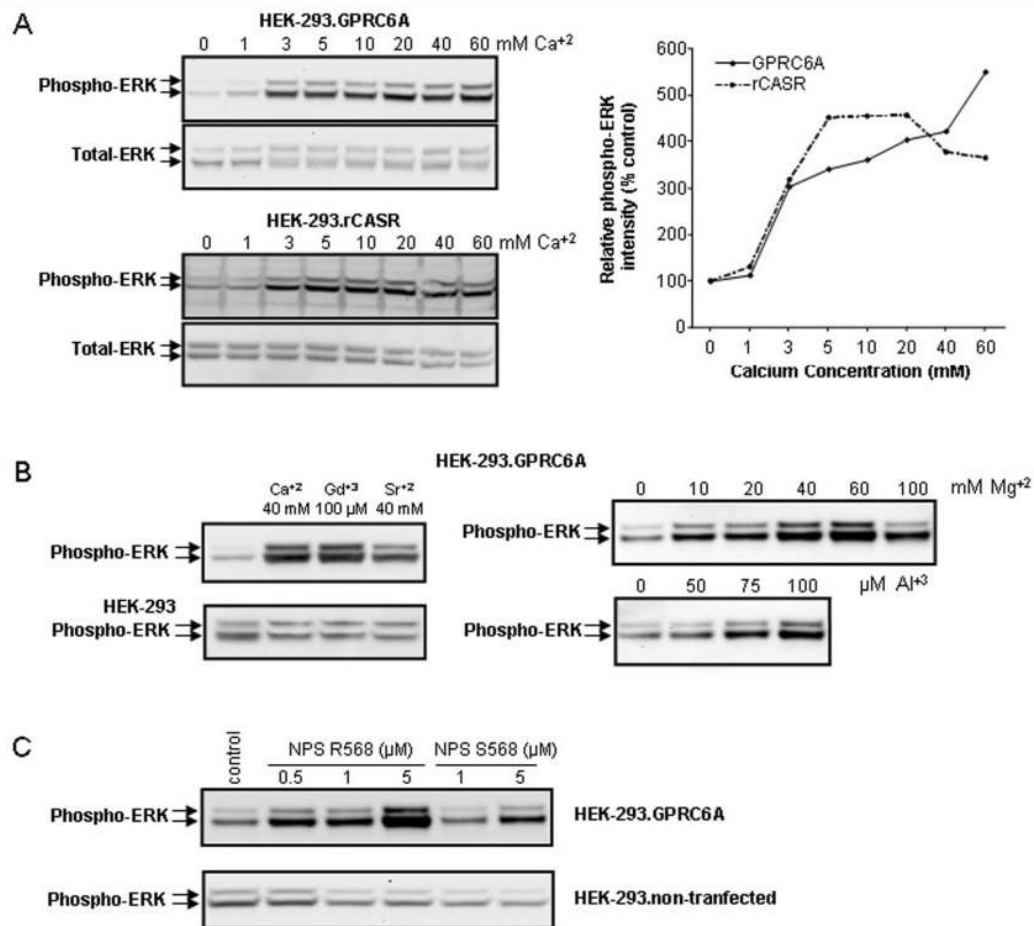 A
HEK-293.GPRC6A
0 1 3 5 10 20 40 60 mM Ca+2
Phospho-ERK
Total-ERK
HEK-293.rCASR
0 1 3 5 10 20 40 60 mM Ca+2
Phospho-ERK
Total-ERK
GPRC6A
rCASR
Relative phospho-ERK
intensity (% control)
600
500
400
300
200
100
0
0 1 3 5 10 20 40 60
Calcium Concentration (mM)
B
HEK-293.GPRC6A
Ca+2 Gd+3 Sr+2
40 mM 100 µM 40 mM
Phospho-ERK
HEK-293
Phospho-ERK
0 10 20 40 60 100 mM Mg+2
Phospho-ERK
0 50 75 100 µM Al+3
Phospho-ERK
C
control
NPS R568 (µM) NPS S568 (µM)
0.5 1 5 1 5
Phospho-ERK
HEK-293.GPRC6A
Phospho-ERK
HEK-293.non-tranfected